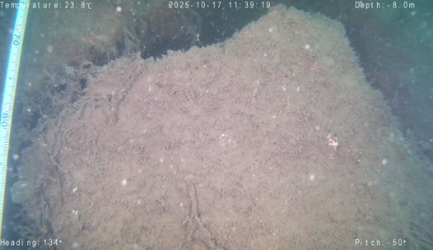 Temperature: 23.8℃ 2025-10-17, 11:39:19 Depth:-8.0m
Heading: 134° Pitch:-50°